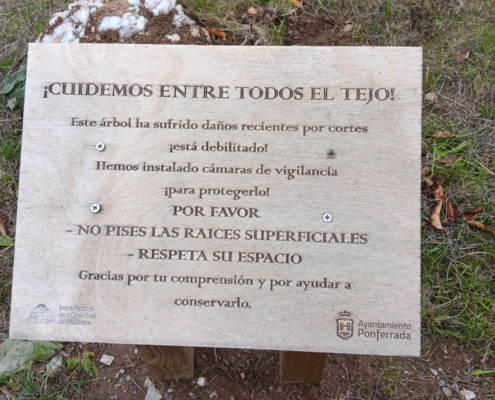 ¡CUIDEMOS ENTRE TODOS EL TEJO!
Este árbol ha sufrido daños recientes por cortes
¡está debilitado!
Hemos instalado cámaras de vigilancia
¡para protegerlo!
POR FAVOR
- NO PISES LAS RAICES SUPERFICIALES
- RESPETA SU ESPACIO
Gracias por tu comprensión y por ayudar a
conservarlo.
Ayuntamiento
Ponferrada